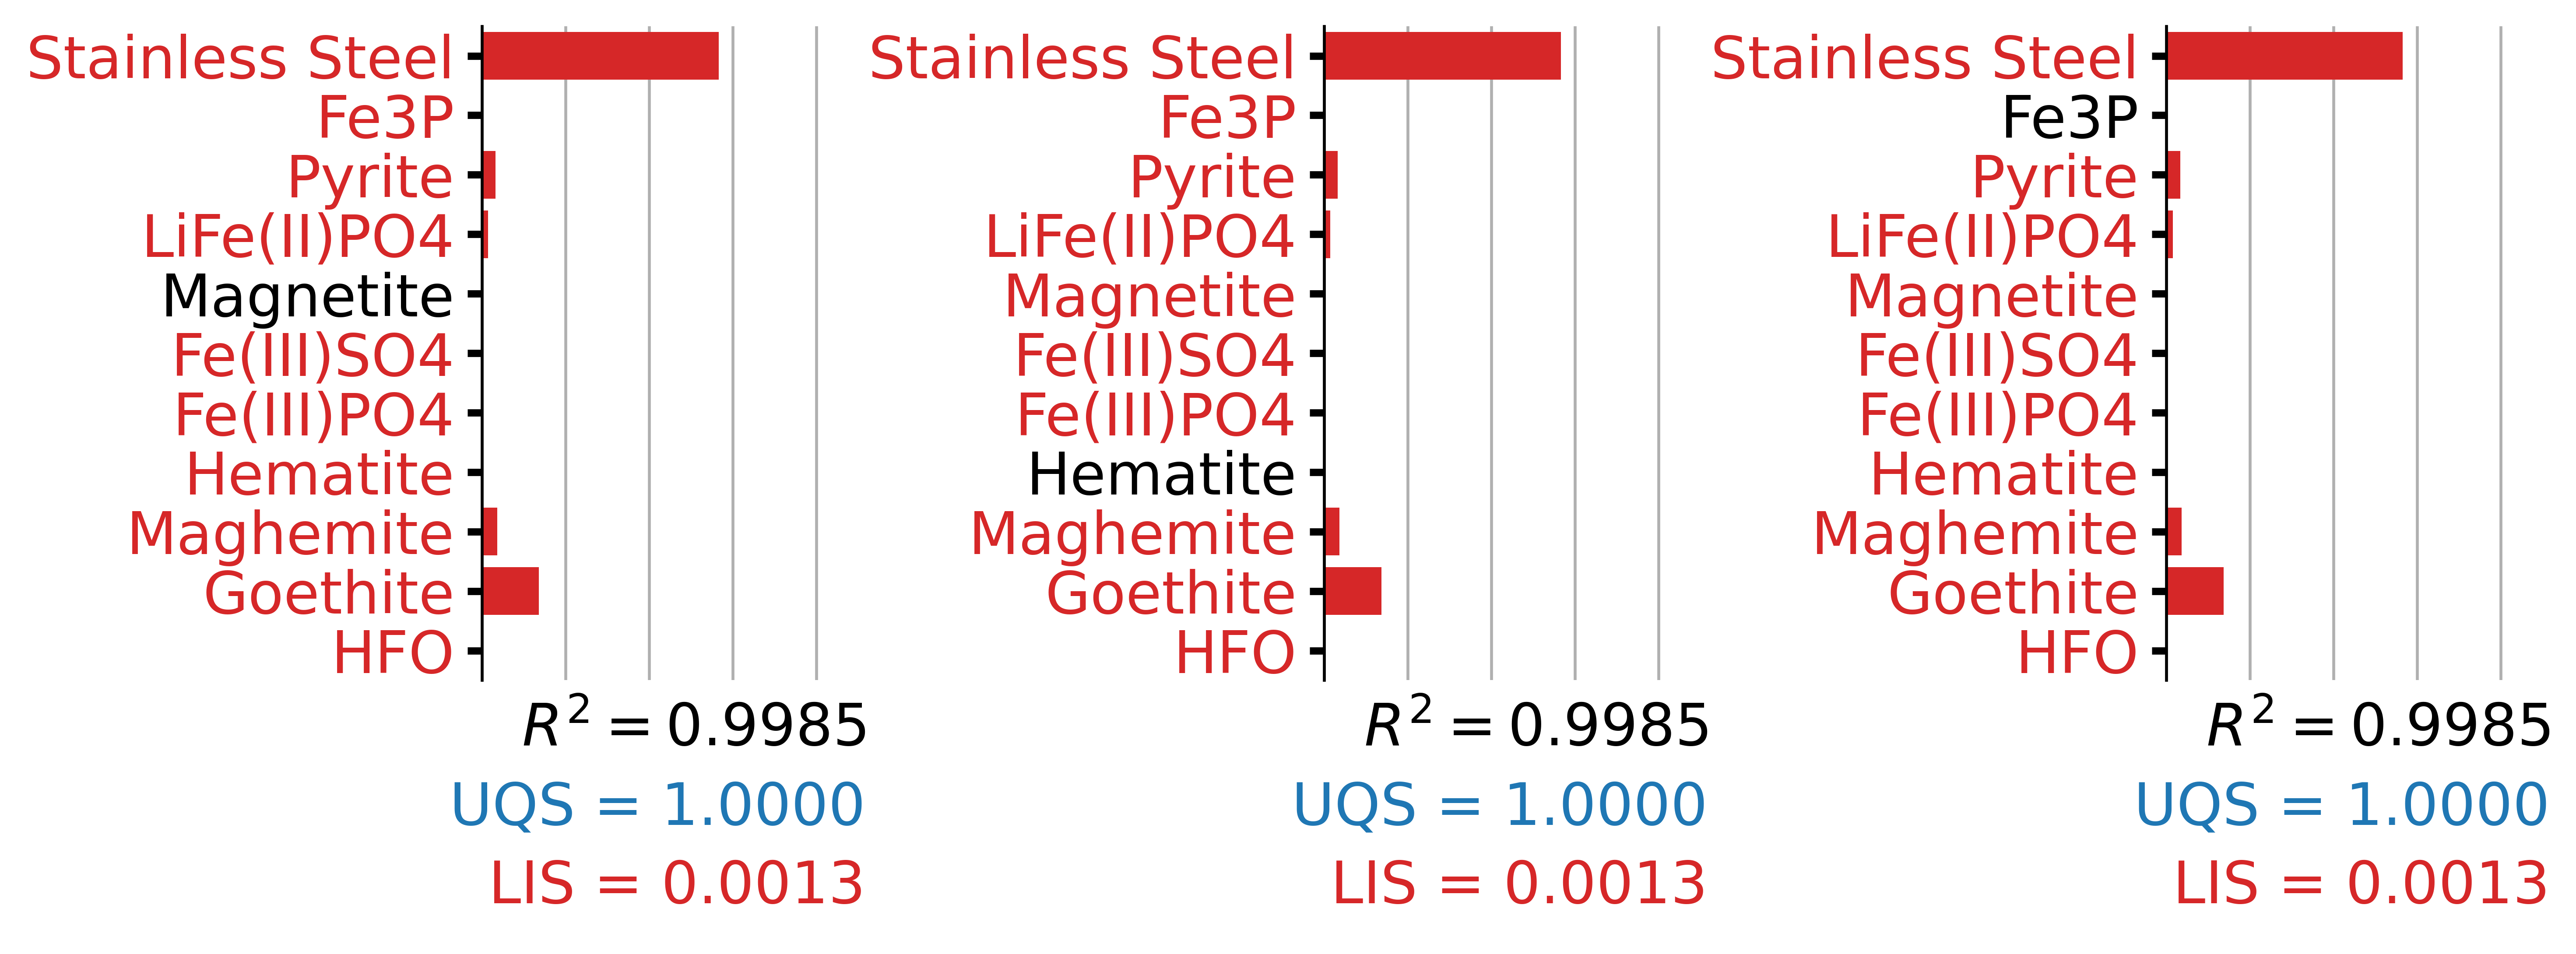 Stainless Steel
Fe3P
Pyrite
LiFe(II)PO4
Magnetite
Fe(III)SO4
Fe(III)PO4
Hematite
Maghemite
Goethite
HFO
R² = 0.9985
UQS = 1.0000
LIS = 0.0013
Stainless Steel
Fe3P
Pyrite
LiFe(II)PO4
Magnetite
Fe(III)SO4
Fe(III)PO4
Hematite
Maghemite
Goethite
HFO
R² = 0.9985
UQS = 1.0000
LIS = 0.0013
Stainless Steel
Fe3P
Pyrite
LiFe(II)PO4
Magnetite
Fe(III)SO4
Fe(III)PO4
Hematite
Maghemite
Goethite
HFO
R² = 0.9985
UQS = 1.0000
LIS = 0.0013